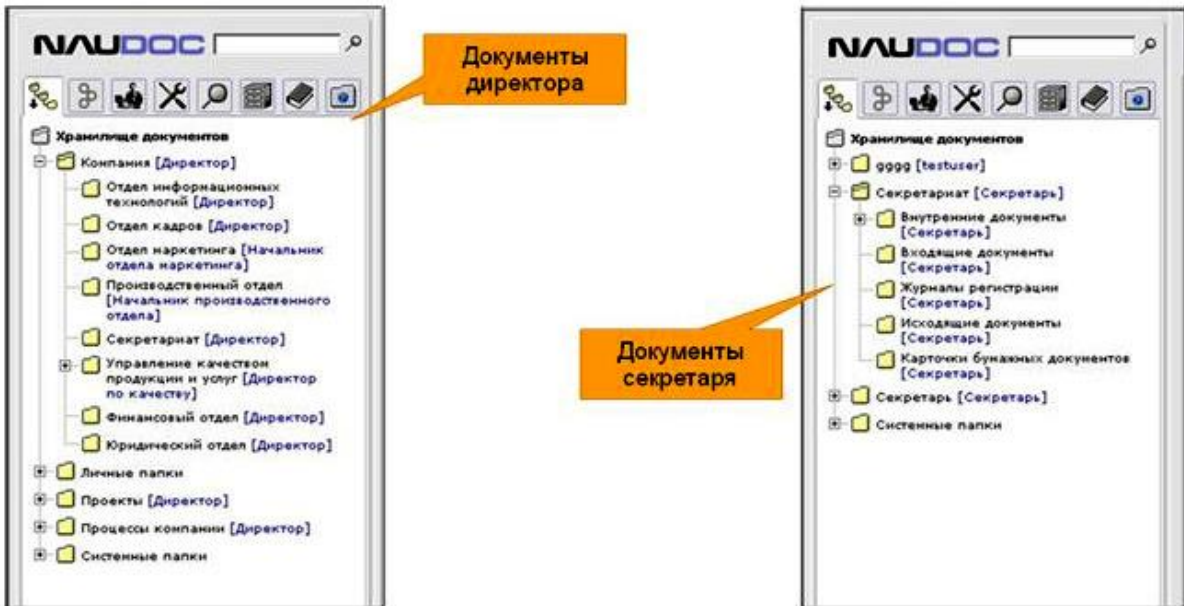 NAUDOC
Хранилище документов
Компания [Директор]
Отдел информационных
технологий [Директор]
Отдел кадров [Директор]
Отдел маркетинга [Начальник
отдела маркетинга]
Производственный отдел
[Начальник производственного
отдела]
Секретариат [Директор]
Управление качеством
продукции и услуг [Директор
по качеству]
Финансовый отдел [Директор]
Юридический отдел [Директор]
Личные папки
Проекты [Директор]
Процессы компании [Директор]
Системные папки
Документы
директора
Документы
секретаря
NAUDOC
Хранилище документов
gggg [testuser]
Секретариат [Секретарь]
Внутренние документы
[Секретарь]
Входящие документы
[Секретарь]
Журналы регистрации
[Секретарь]
Исходящие документы
[Секретарь]
Карточки бумажных документов
[Секретарь]
Секретарь [Секретарь]
Системные папки